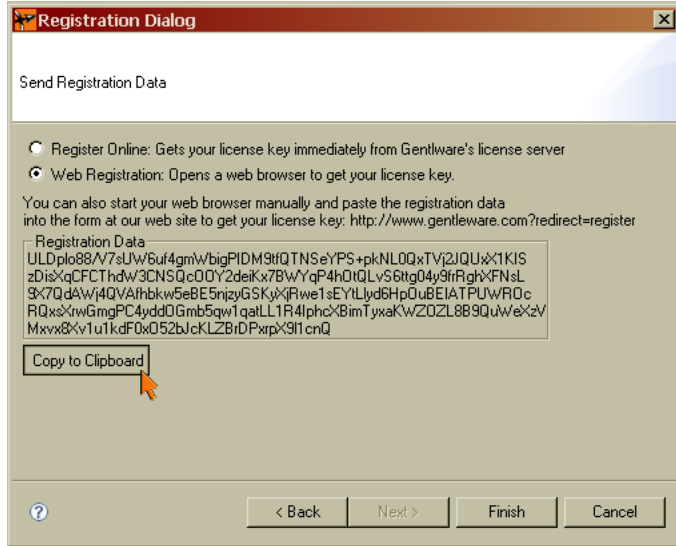 Registration Dialog
Send Registration Data
Register Online: Gets your license key immediately from Gentlware's license server
Web Registration: Opens a web browser to get your license key.
You can also start your web browser manually and paste the registration data
into the form at our web site to get your license key: http://www.gentleware.com?redirect=register
Registration Data
ULDplo88/V7sUW6uf4gmWbigPIDM9tfQTNSeYPS+pkNL0QxTVj2JQUxX1KIS
zDisXqCFCThdW3CNSQcOOY2deiKx7BWYqP4hOtQLvS6ttg04y9frRghXFNsL
9X7QdAWj4QVAfhbkw5eBE5njzyGSKyXjRwe1sEYtLlyd6HpOuBEIATPUWROc
RQxsXrwGmgPC4yddOGmb5qw1qatLL1R4IphcXBimTyxaKWZOZL8B9QuWeXzV
Mxvx8Xv1u1kdF0xO52bJcKLZBrDPxrpX9l1cnQ
Copy to Clipboard
?
< Back
Next >
Finish
Cancel